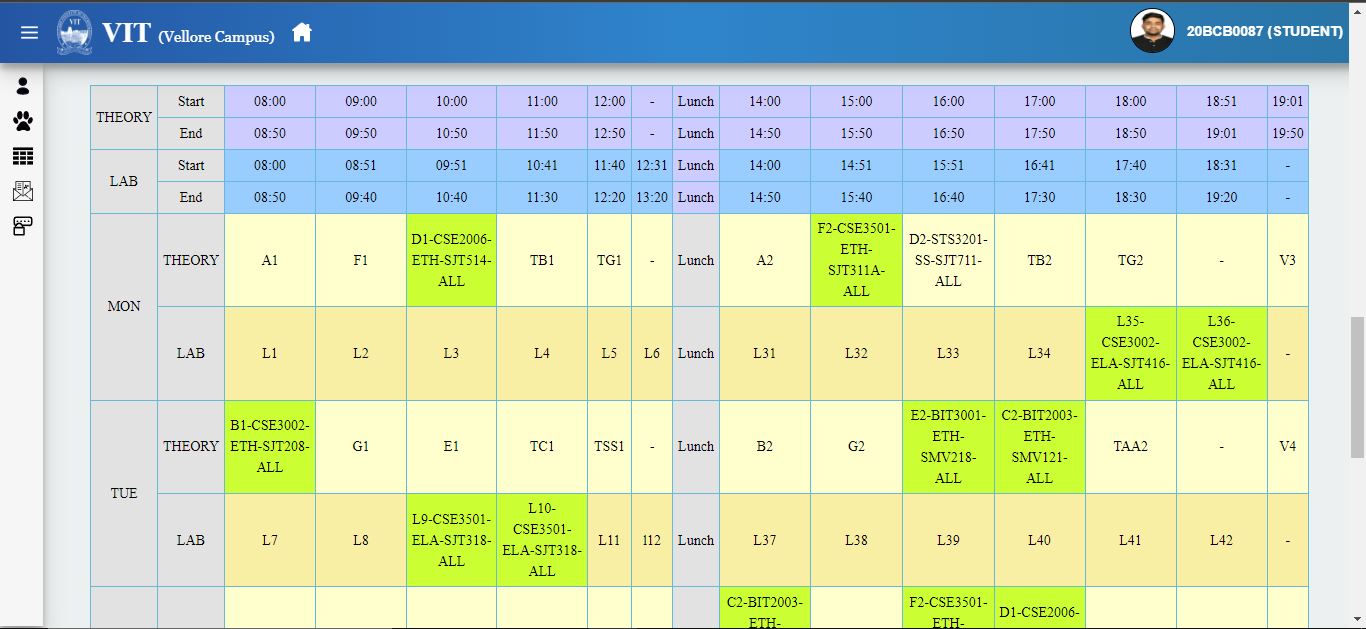 VIT (Vellore Campus) 20BCB0087 (STUDENT)
THEORY Start 08:00 09:00 10:00 11:00 12:00 - Lunch 14:00 15:00 16:00 17:00 18:00 18:51 19:01
End 08:50 09:50 10:50 11:50 12:50 - Lunch 14:50 15:50 16:50 17:50 18:50 19:01 19:50
LAB Start 08:00 08:51 09:51 10:41 11:40 12:31 Lunch 14:00 14:51 15:51 16:41 17:40 18:31 -
End 08:50 09:40 10:40 11:30 12:20 13:20 Lunch 14:50 15:40 16:40 17:30 18:30 19:20 -
MON THEORY A1 F1 D1-CSE2006-ETH-SJT514-ALL TB1 TG1 - Lunch A2 F2-CSE3501-ETH-SJT311A-ALL D2-STS3201-SS-SJT711-ALL TB2 TG2 - V3
LAB L1 L2 L3 L4 L5 L6 Lunch L31 L32 L33 L34 L35-CSE3002-ELA-SJT416-ALL L36-CSE3002-ELA-SJT416-ALL -
TUE THEORY B1-CSE3002-ETH-SJT208-ALL G1 E1 TC1 TSS1 - Lunch B2 G2 E2-BIT3001-ETH-SMV218-ALL C2-BIT2003-ETH-SMV121-ALL TAA2 - V4
LAB L7 L8 L9-CSE3501-ELA-SJT318-ALL L10-CSE3501-ELA-SJT318-ALL L11 l12 Lunch L37 L38 L39 L40 L41 L42 -
C2-BIT2003-ETH- F2-CSE3501-ETH- D1-CSE2006-